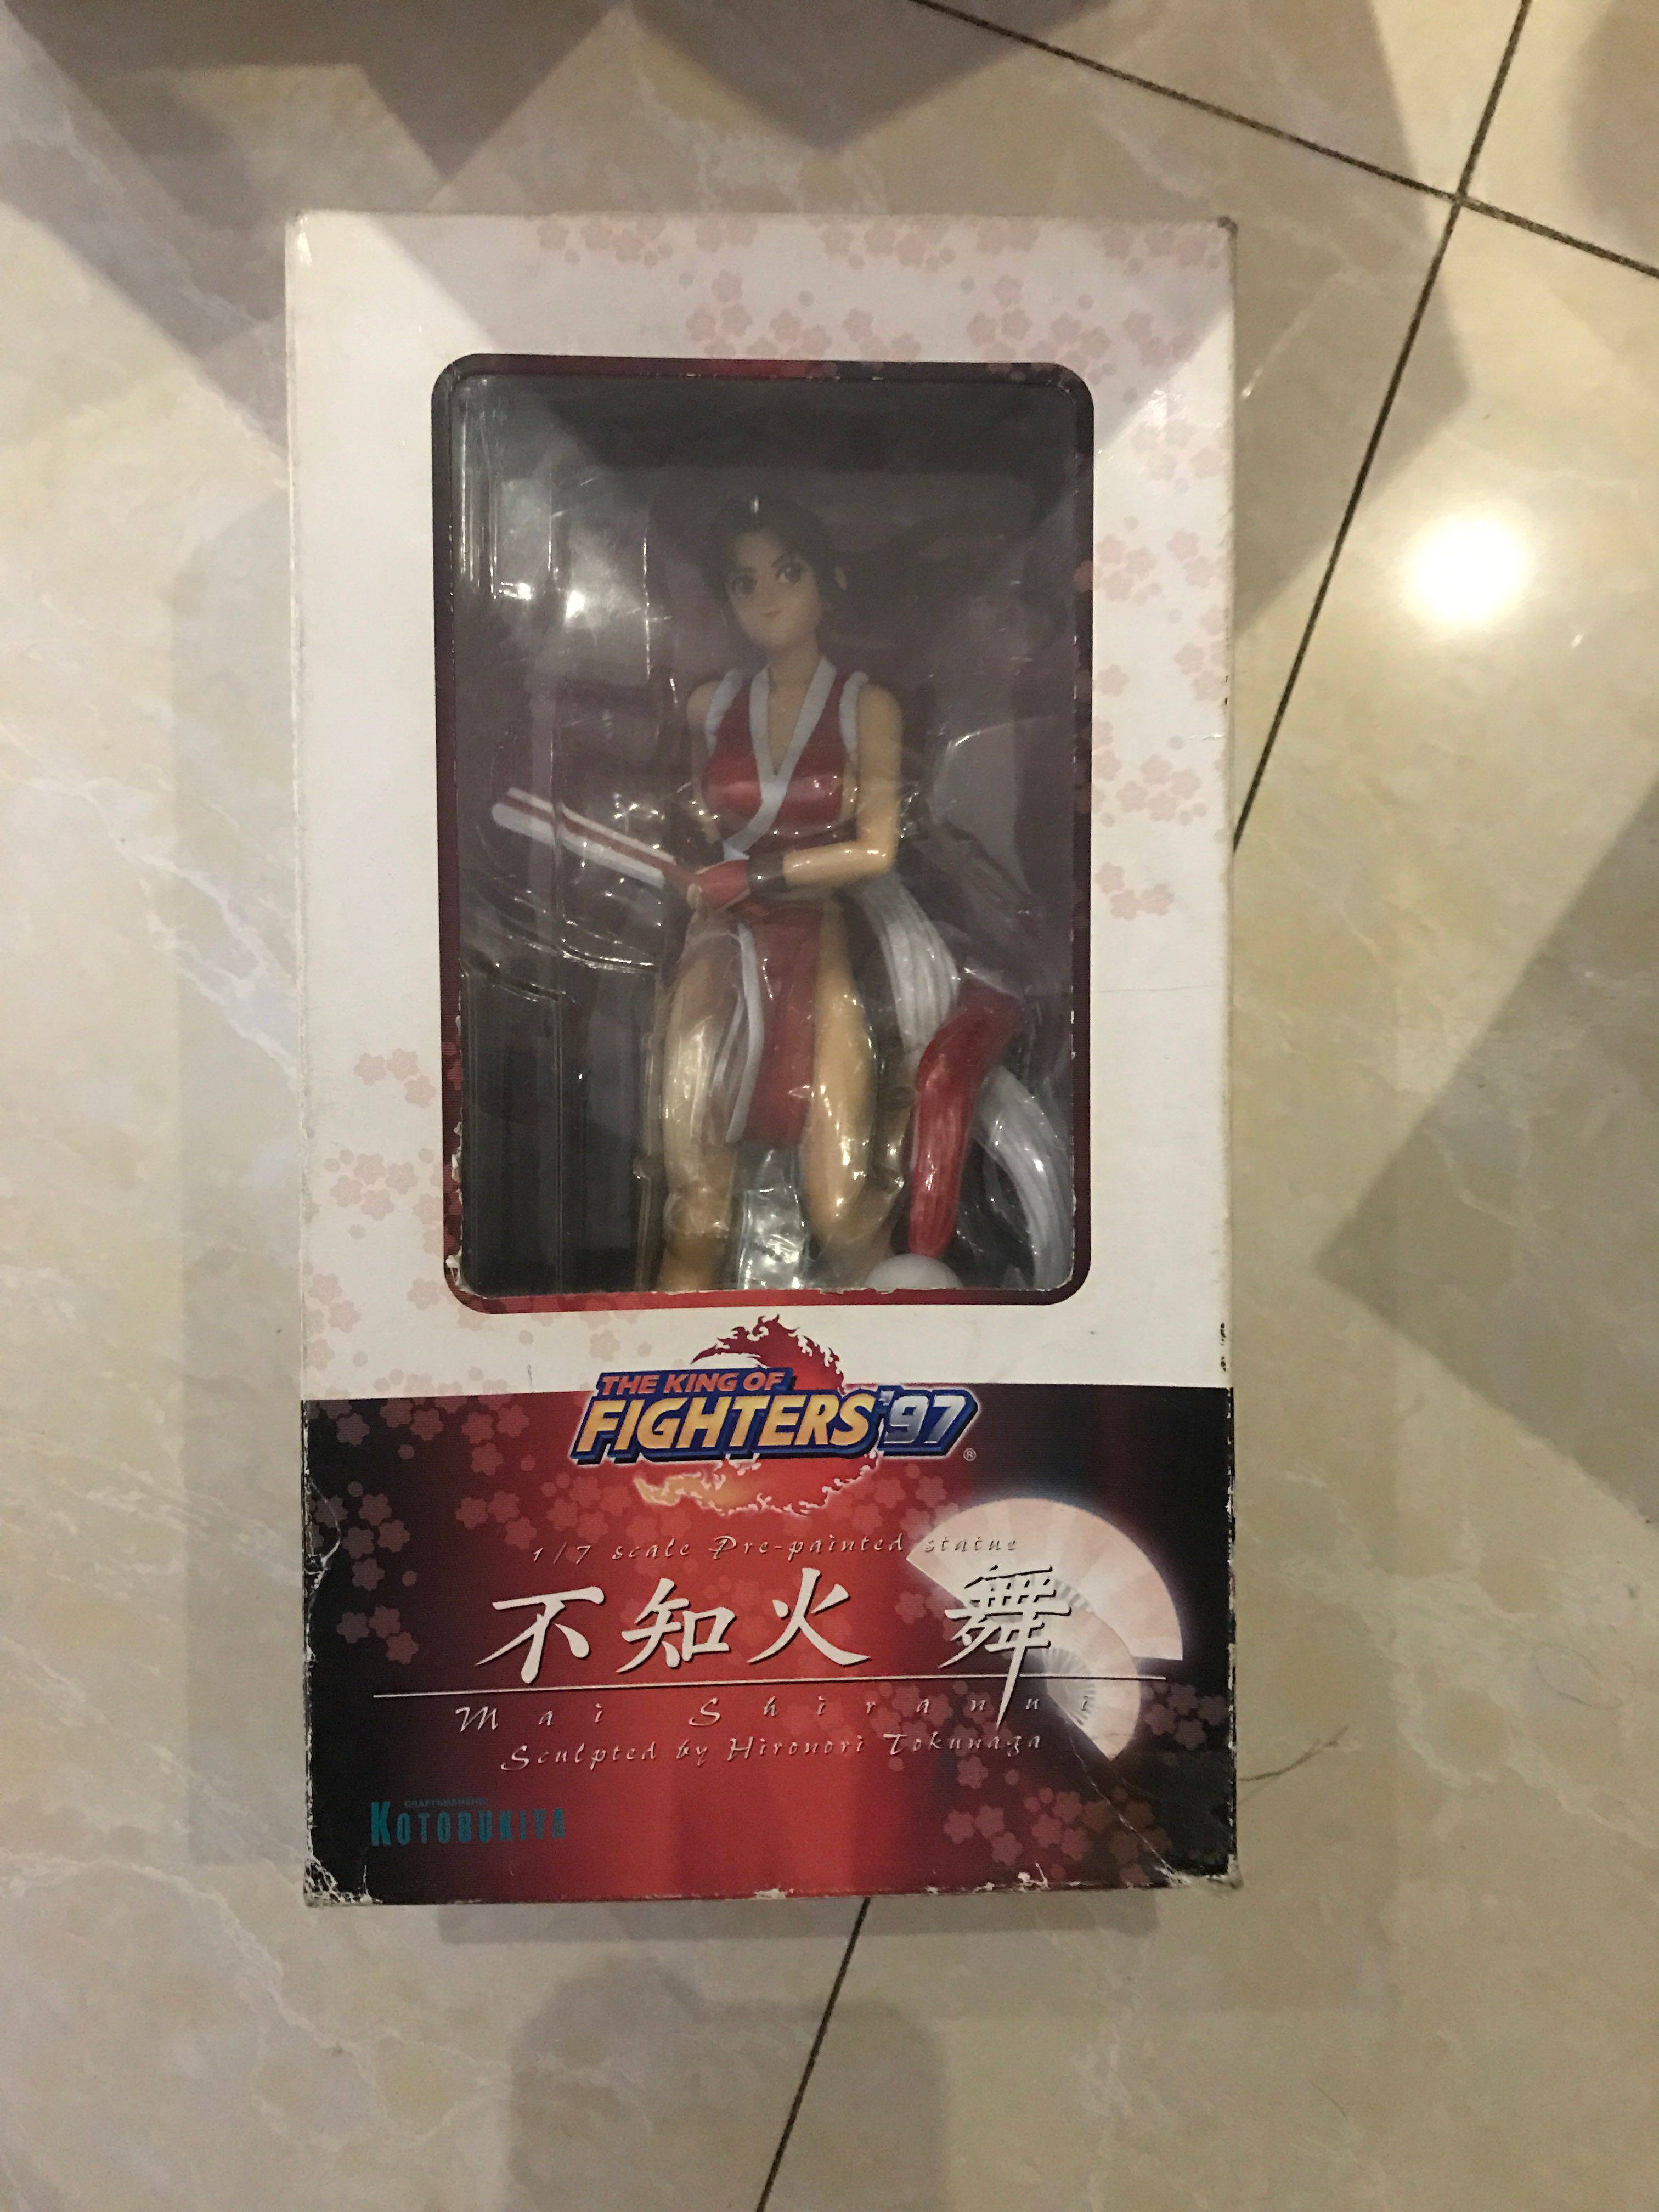 THE KING OF
FIGHTERS'97
®
1/7 scale Pre-painted statue
不知火 舞
Mai Shiranui
Sculpted by Hironori Tokunaga
CRAFTSMANSHIP
KOTOBUKIYA